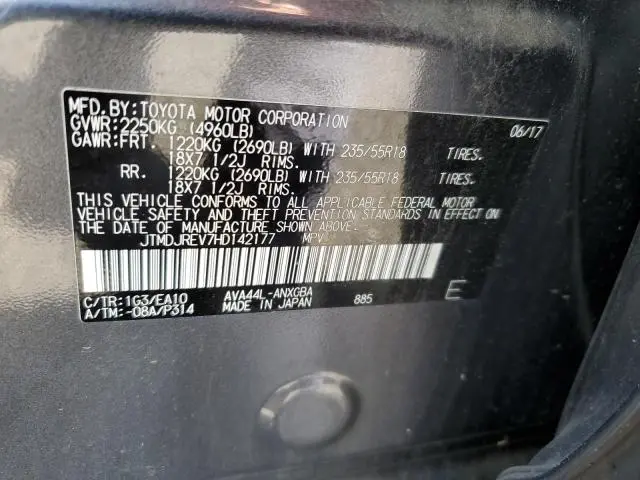 MFD.BY:TOYOTA MOTOR CORPORATION 06/17
GVWR:2250KG (4960LB)
GAWR:FRT. 1220KG (2690LB) WITH 235/55R18 TIRES.
18X7 1/2J RIMS.
RR. 1220KG (2690LB) WITH 235/55R18 TIRES.
18X7 1/2J RIMS.
THIS VEHICLE CONFORMS TO ALL APPLICABLE FEDERAL MOTOR
VEHICLE SAFETY AND THEFT PREVENTION STANDARDS IN EFFECT ON
THE DATE OF MANUFACTURE SHOWN ABOVE.
JTMDJREV7HD142177 MPV
C/TR:1G3/EA10 AVA44L-ANXGBA
A/TM:-08A/P314 MADE IN JAPAN 885 E